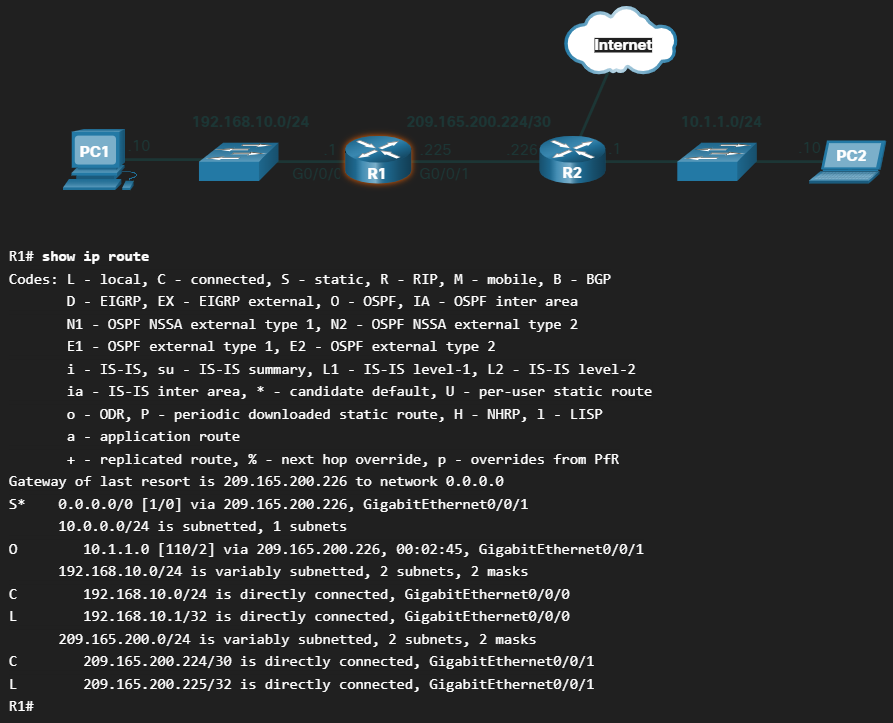 Internet
192.168.10.0/24
209.165.200.224/30
10.1.1.0/24
PC1
.10
.1
G0/0/0
R1
.225
G0/0/1
.226
R2
.1
.10
PC2
R1# show ip route
Codes: L - local, C - connected, S - static, R - RIP, M - mobile, B - BGP
D - EIGRP, EX - EIGRP external, O - OSPF, IA - OSPF inter area
N1 - OSPF NSSA external type 1, N2 - OSPF NSSA external type 2
E1 - OSPF external type 1, E2 - OSPF external type 2
i - IS-IS, su - IS-IS summary, L1 - IS-IS level-1, L2 - IS-IS level-2
ia - IS-IS inter area, * - candidate default, U - per-user static route
o - ODR, P - periodic downloaded static route, H - NHRP, l - LISP
a - application route
+ - replicated route, % - next hop override, p - overrides from PfR
Gateway of last resort is 209.165.200.226 to network 0.0.0.0
S* 0.0.0.0/0 [1/0] via 209.165.200.226, GigabitEthernet0/0/1
10.0.0.0/24 is subnetted, 1 subnets
O 10.1.1.0 [110/2] via 209.165.200.226, 00:02:45, GigabitEthernet0/0/1
192.168.10.0/24 is variably subnetted, 2 subnets, 2 masks
C 192.168.10.0/24 is directly connected, GigabitEthernet0/0/0
L 192.168.10.1/32 is directly connected, GigabitEthernet0/0/0
209.165.200.0/24 is variably subnetted, 2 subnets, 2 masks
C 209.165.200.224/30 is directly connected, GigabitEthernet0/0/1
L 209.165.200.225/32 is directly connected, GigabitEthernet0/0/1
R1#